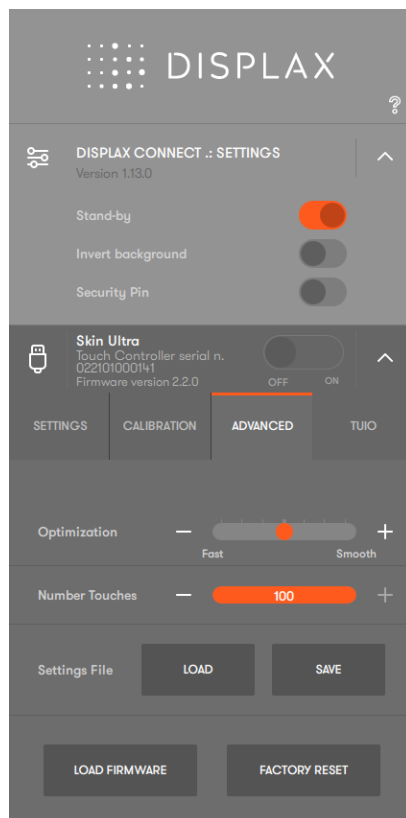 DISPLAX
?
DISPLAX CONNECT .: SETTINGS
Version 1.13.0
Stand-by
Invert background
Security Pin
Skin Ultra
Touch Controller serial n.
022101000141
Firmware version 2.2.0
OFF ON
SETTINGS CALIBRATION ADVANCED TUIO
Optimization
Fast Smooth
Number Touches 100
Settings File LOAD SAVE
LOAD FIRMWARE FACTORY RESET